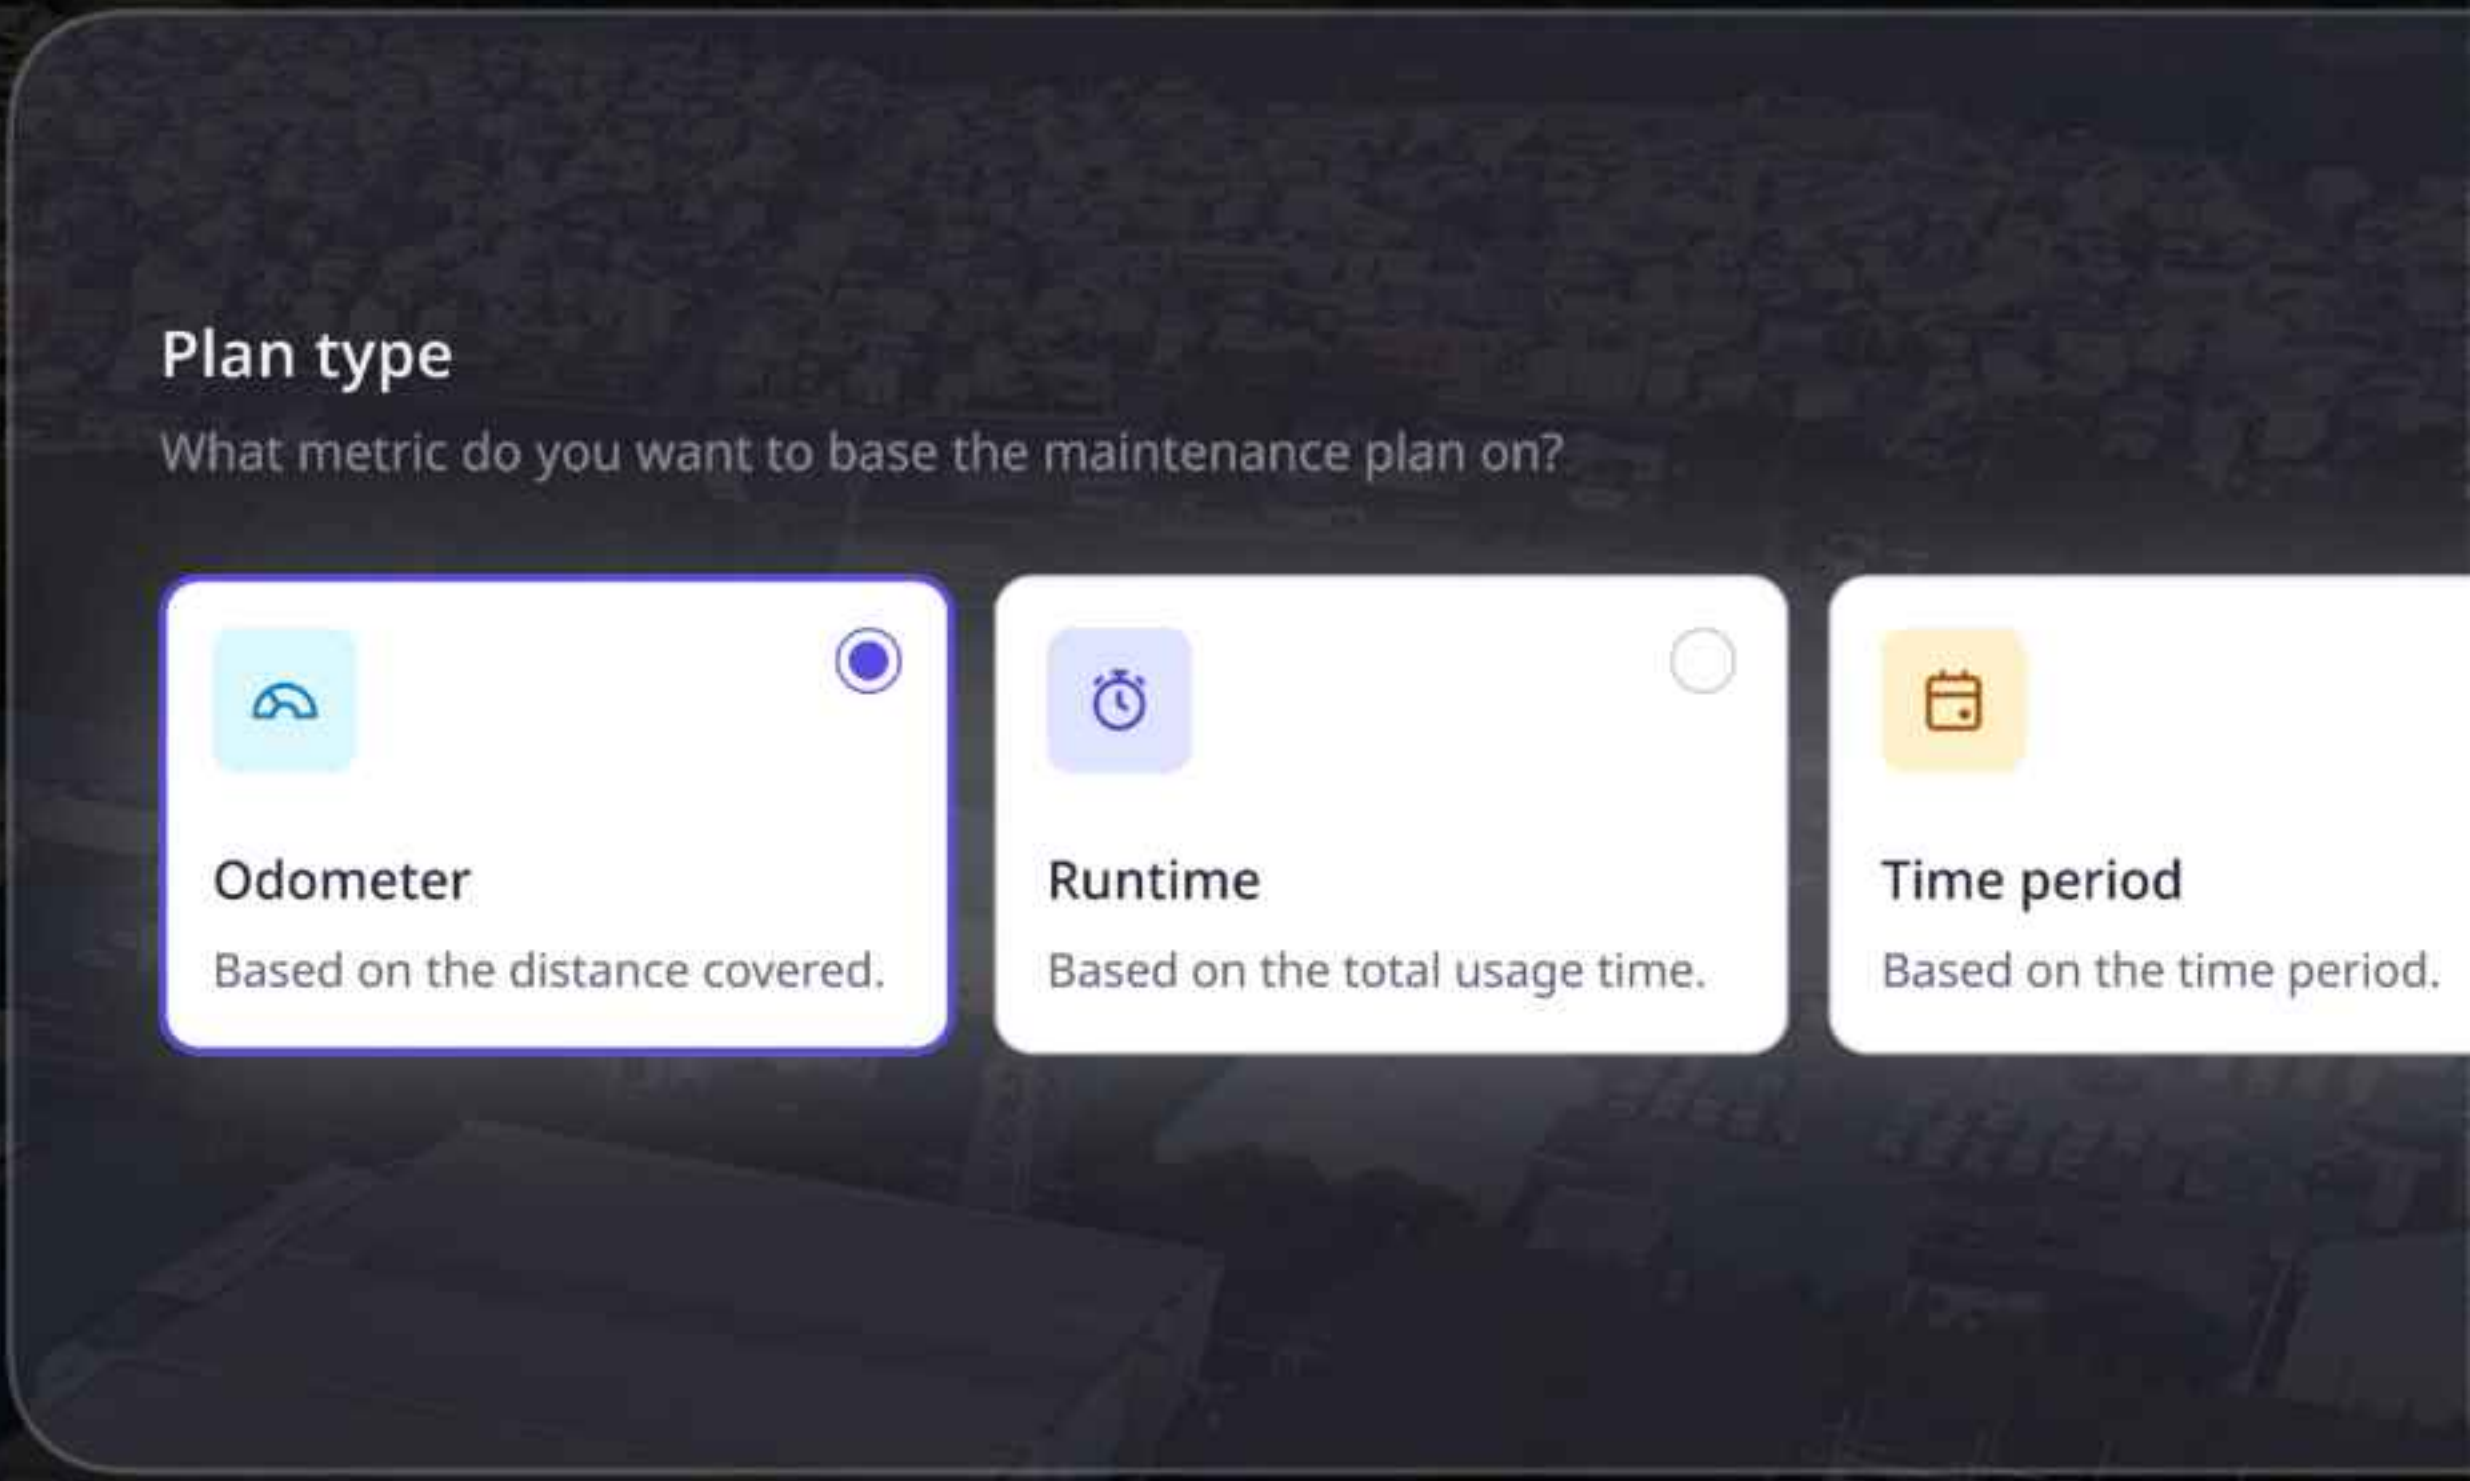 Plan type
What metric do you want to base the maintenance plan on?
Odometer
Based on the distance covered.
Runtime
Based on the total usage time.
Time period
Based on the time period.